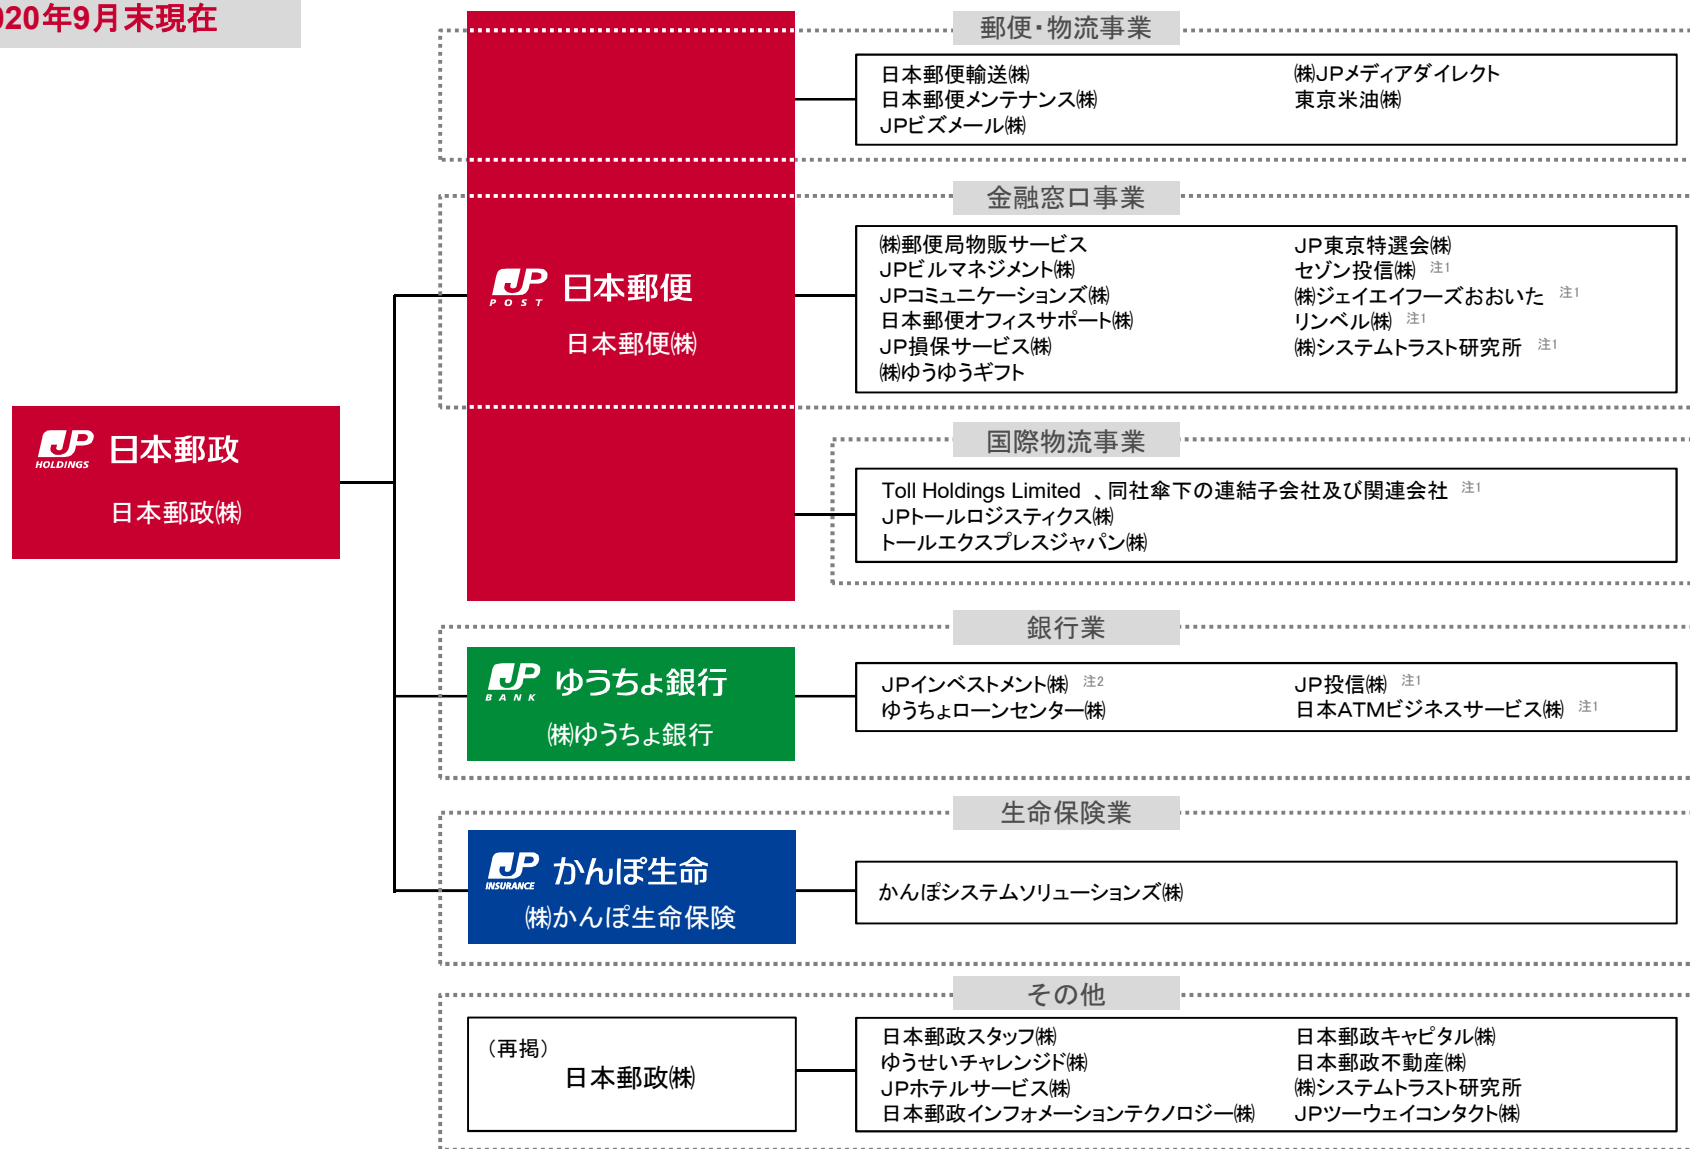 020年9月末現在
郵便・物流事業
日本郵便輸送㈱
日本郵便メンテナンス㈱
JPビズメール㈱
㈱JPメディアダイレクト
東京米油㈱
金融窓口事業
㈱郵便局物販サービス
JPビルマネジメント㈱
JPコミュニケーションズ㈱
日本郵便オフィスサポート㈱
JP損保サービス㈱
㈱ゆうゆうギフト
JP東京特選会㈱
セゾン投信㈱ 注1
㈱ジェイエイフーズおおいた 注1
リンベル㈱ 注1
㈱システムトラスト研究所 注1
JP POST 日本郵便
日本郵便㈱
JP HOLDINGS 日本郵政
日本郵政㈱
国際物流事業
Toll Holdings Limited 、同社傘下の連結子会社及び関連会社 注1
JPトールロジスティクス㈱
トールエクスプレスジャパン㈱
銀行業
JP BANK ゆうちょ銀行
㈱ゆうちょ銀行
JPインベストメント㈱ 注2
ゆうちょローンセンター㈱
JP投信㈱ 注1
日本ATMビジネスサービス㈱ 注1
生命保険業
JP INSURANCE かんぽ生命
㈱かんぽ生命保険
かんぽシステムソリューションズ㈱
その他
（再掲）
日本郵政㈱
日本郵政スタッフ㈱
ゆうせいチャレンジド㈱
JPホテルサービス㈱
日本郵政インフォメーションテクノロジー㈱
日本郵政キャピタル㈱
日本郵政不動産㈱
㈱システムトラスト研究所
JPツーウェイコンタクト㈱